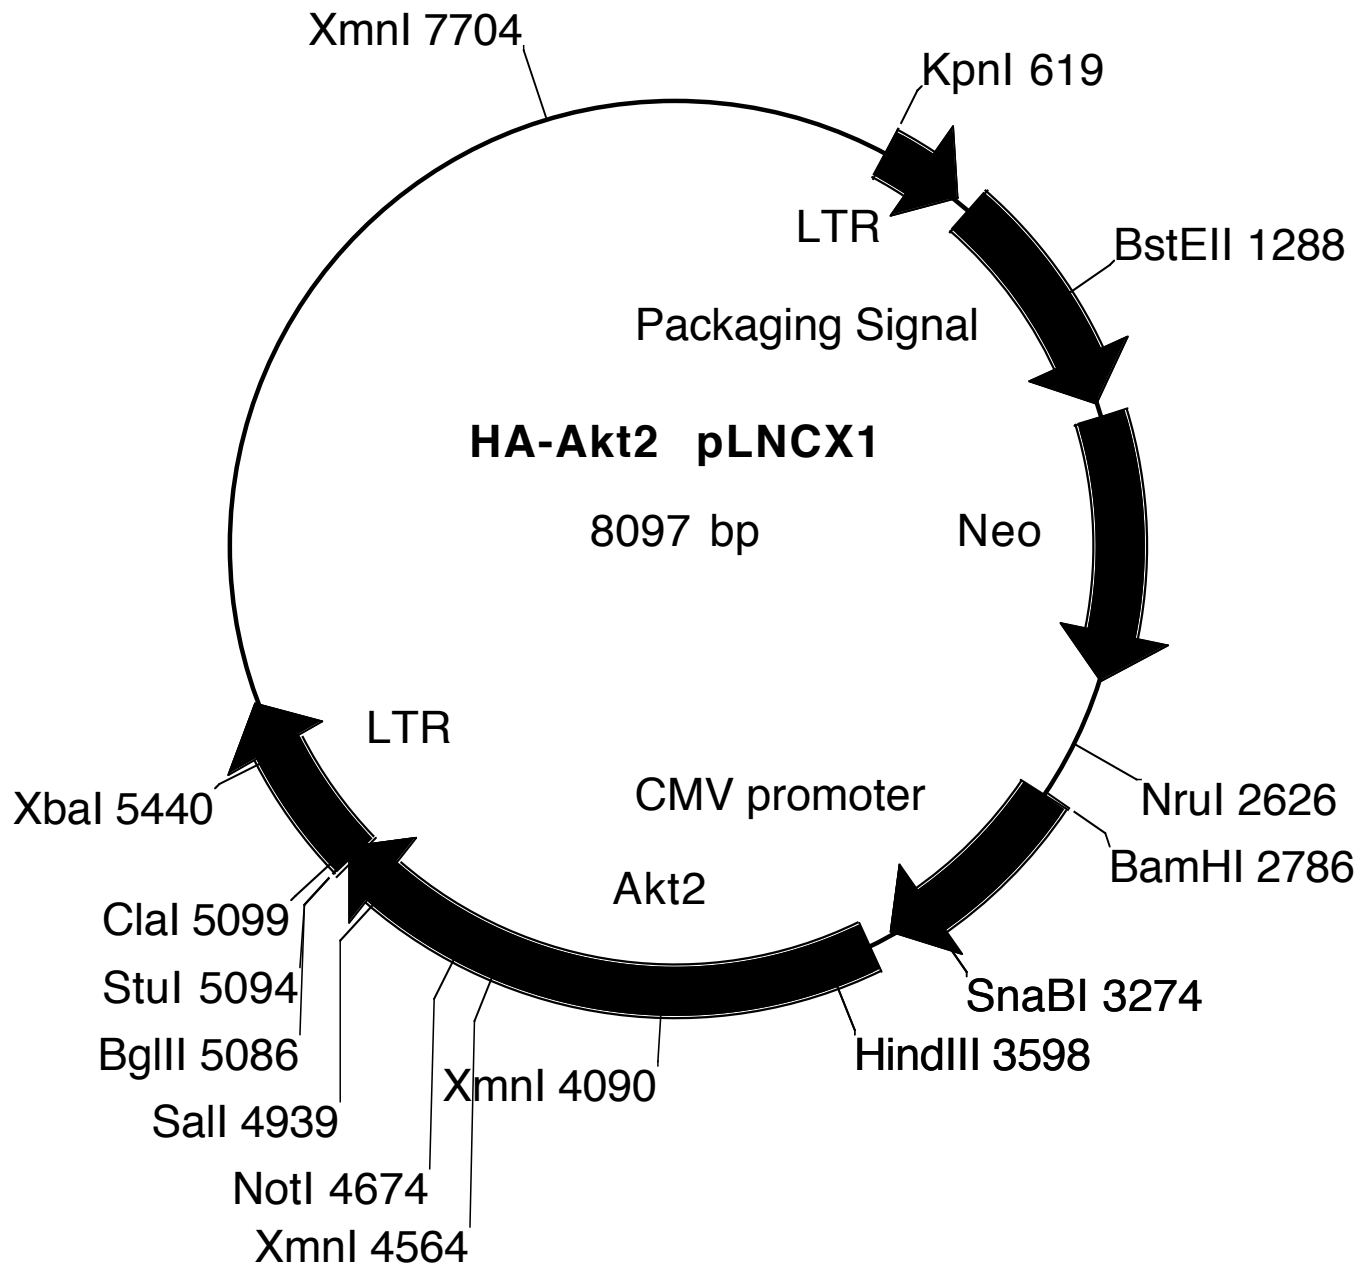 XmnI 7704
KpnI 619
LTR
BstEII 1288
Packaging Signal
HA-Akt2 pLNCX1
8097 bp
Neo
LTR
CMV promoter
NruI 2626
XbaI 5440
BamHI 2786
Akt2
ClaI 5099
StuI 5094
SnaBI 3274
BglII 5086
HindIII 3598
XmnI 4090
SalI 4939
NotI 4674
XmnI 4564